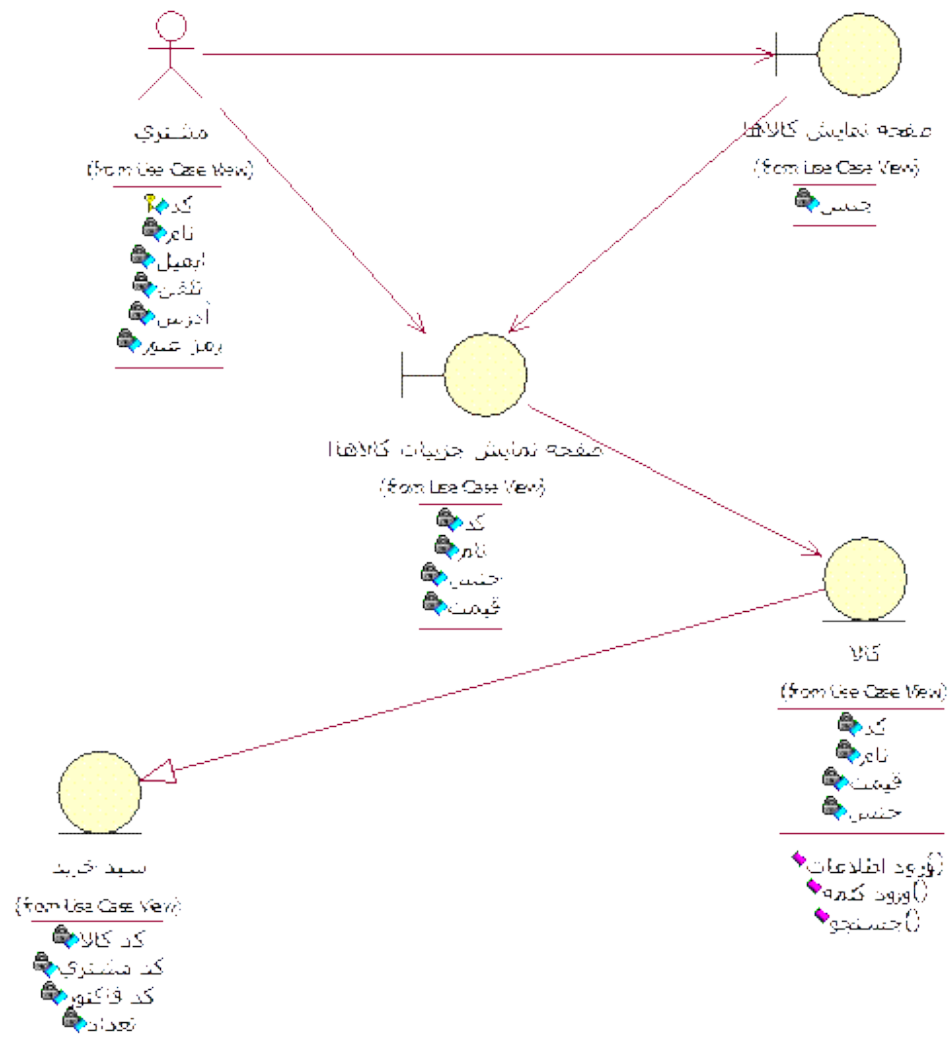 مشتري
(from Use Case View)
کد
نام
ايميل
تلفن
آدرس
رمز عبور
صفحه نمايش کالاها
(from Use Case View)
جنس
صفحه نمايش جزييات کالاها
(from Use Case View)
کد
نام
جنس
قيمت
کالا
(from Use Case View)
کد
نام
قيمت
جنس
ورود اطلاعات()
ورود کلمه()
جستجو()
سبد خريد
(from Use Case View)
کد کالا
کد مشتري
کد فاکتور
تعداد